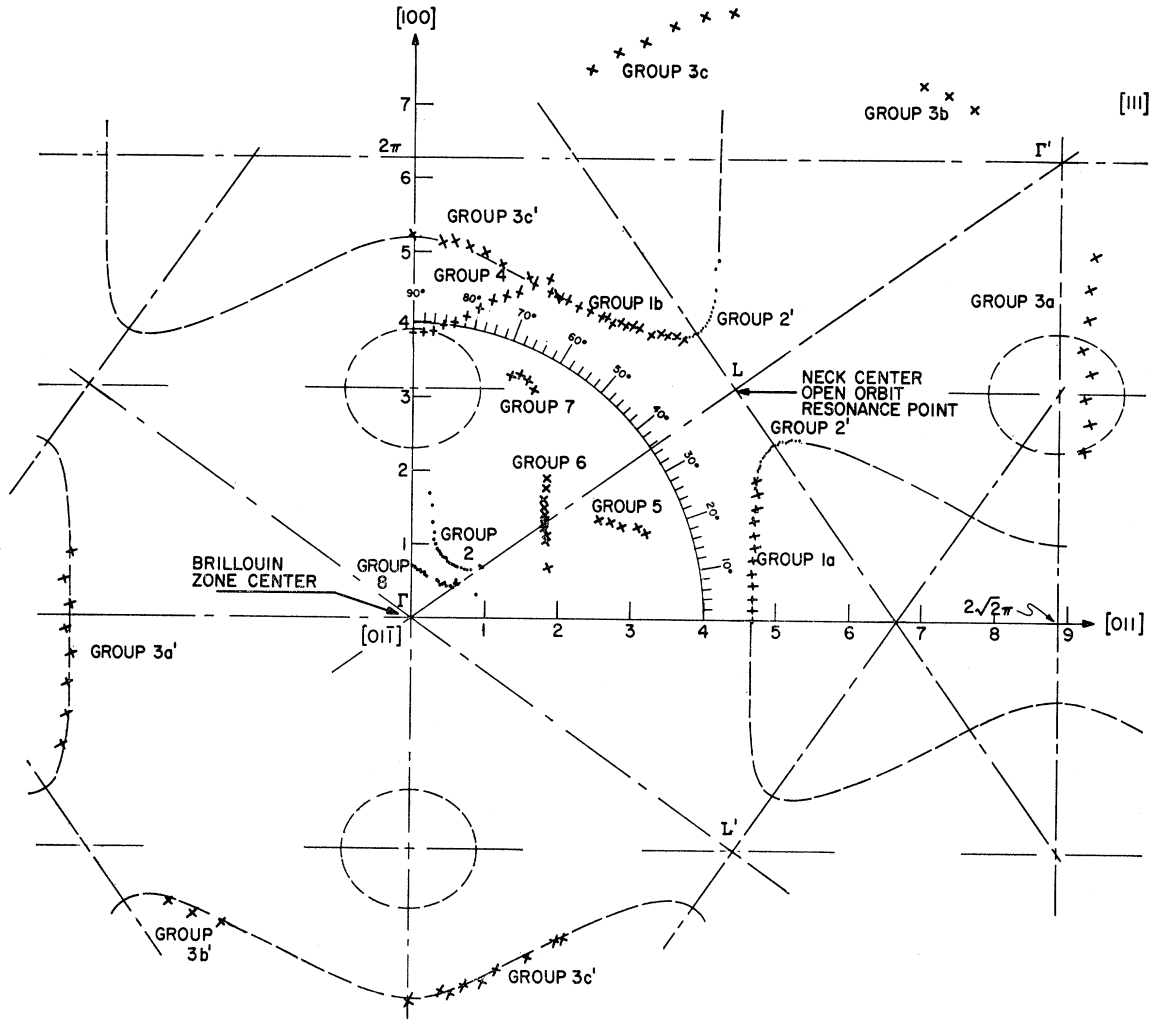 [100]
GROUP 3c
7
GROUP 3b
[111]
2π
Γ'
6
GROUP 3c'
5
GROUP 4
GROUP 3a
90°
80°
GROUP 1b
70°
GROUP 2'
4
60°
L
NECK CENTER
OPEN ORBIT
RESONANCE POINT
50°
3
GROUP 7
40°
GROUP 2'
30°
GROUP 6
2
GROUP 5
20°
GROUP
2
1
GROUP 1a
BRILLOUIN
ZONE CENTER
GROUP
8
10°
Γ
2√2π
[011̅]
1
2
3
4
5
6
7
8
9
[011]
GROUP 3a'
L'
GROUP
3b'
GROUP 3c'